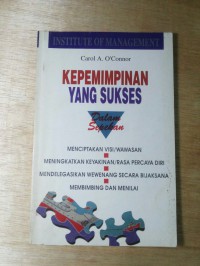 INSTITUTE OF MANAGEMENT
Carol A. O'Connor
KEPEMIMPINAN
YANG SUKSES
Dalam
Sepekan
MENCIPTAKAN VISI/WAWASAN
MENINGKATKAN KEYAKINAN/RASA PERCAYA DIRI
MENDELEGASIKAN WEWENANG SECARA BIJAKSANA
MEMBIMBING DAN MENILAI